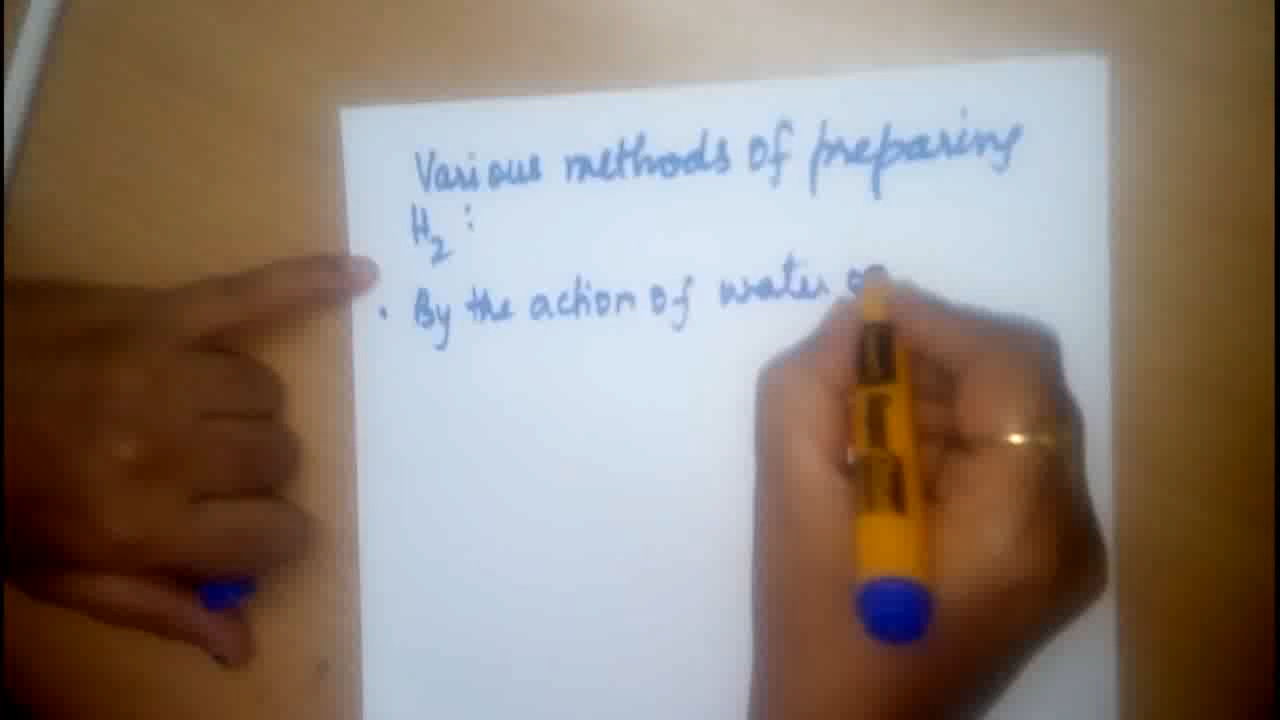 Various methods of preparing
H₂ :
• By the action of water